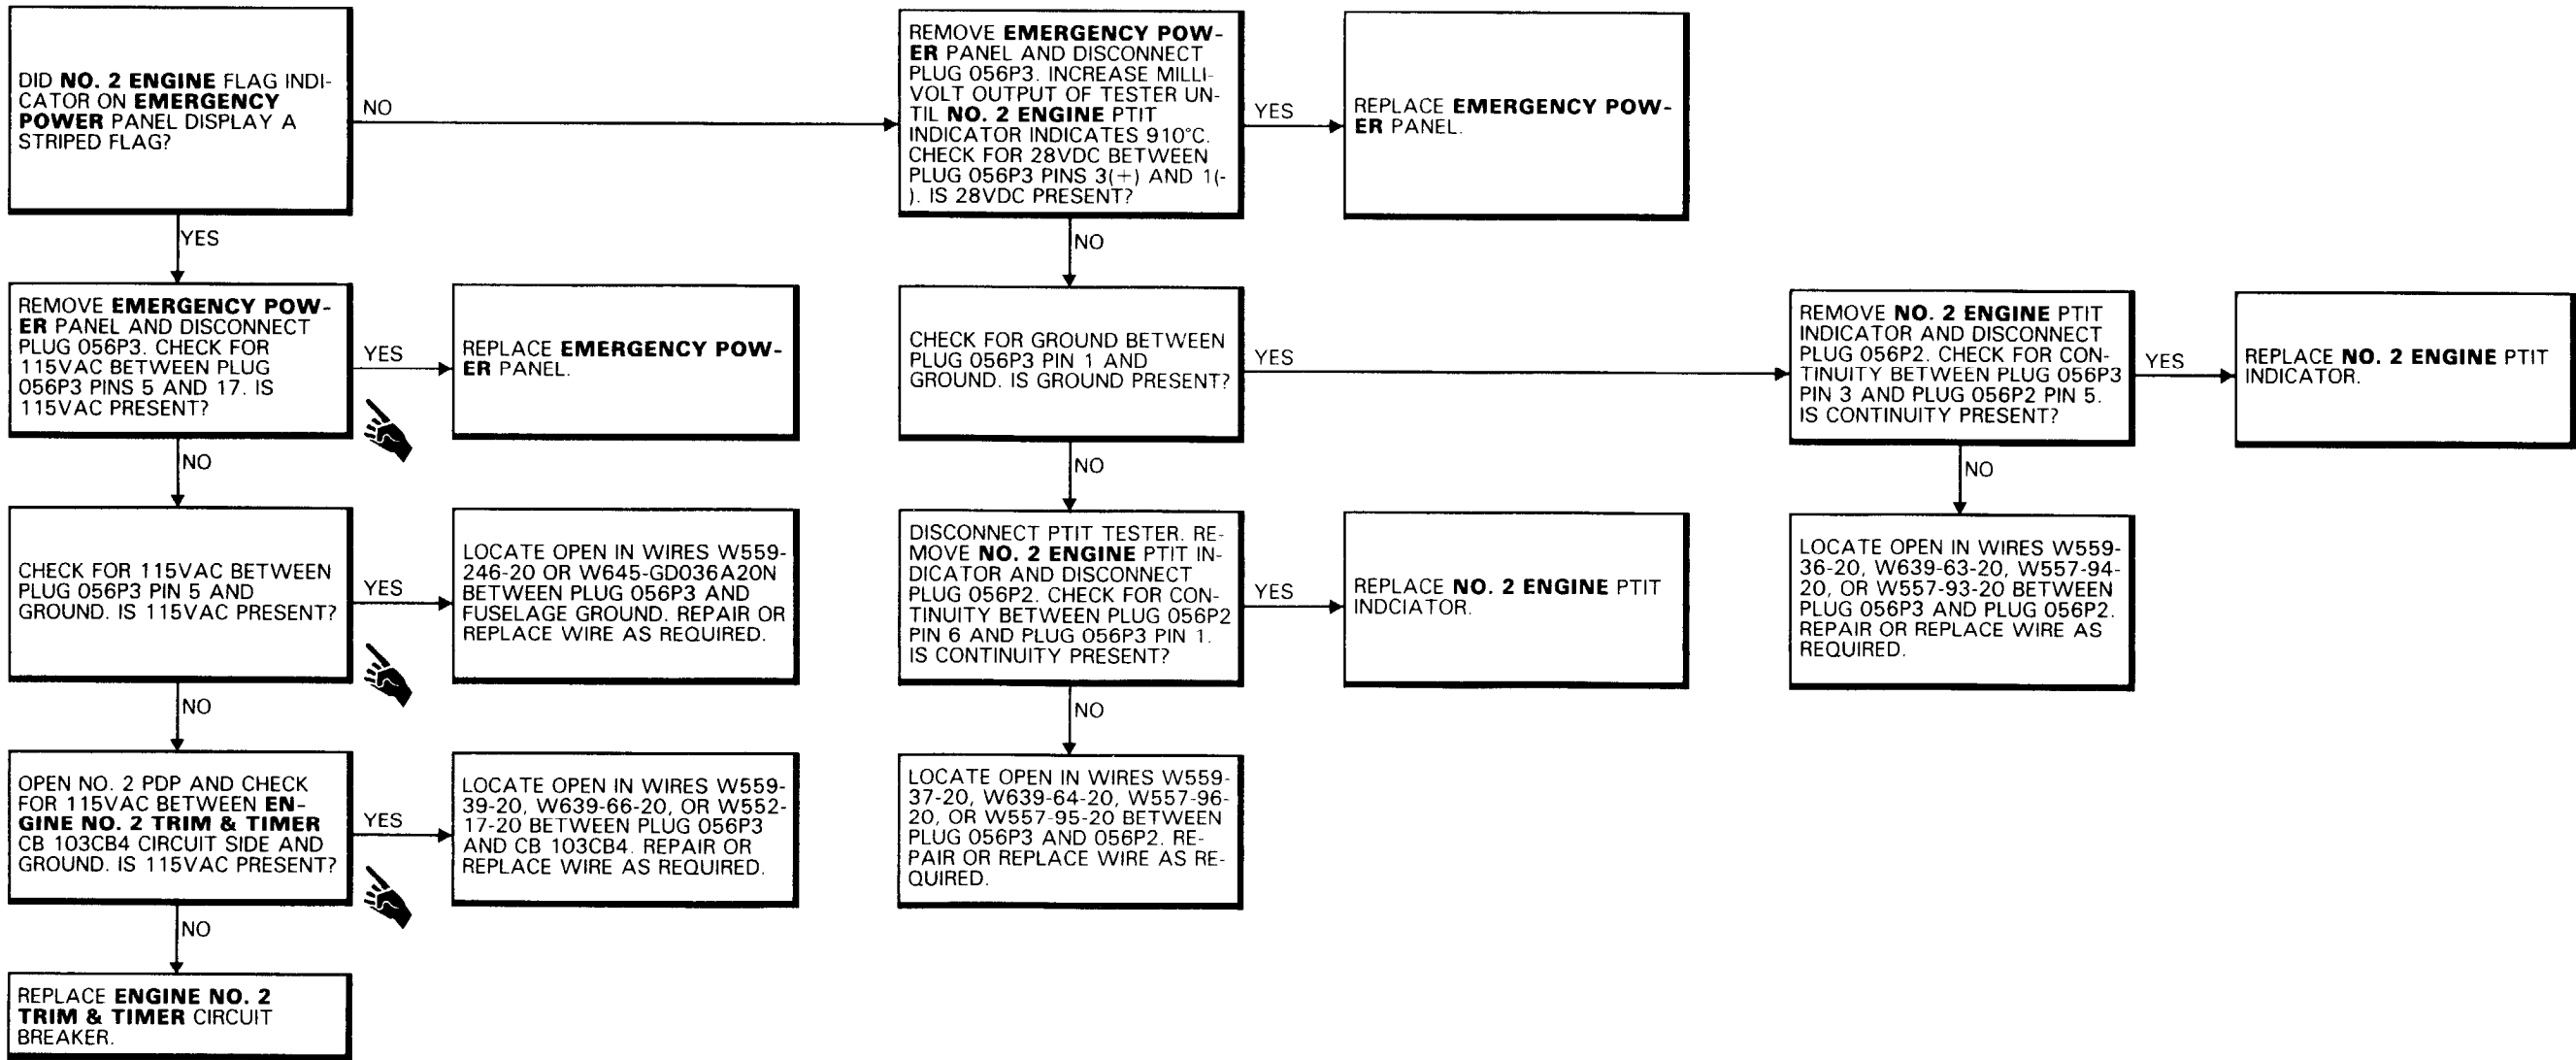 DID NO. 2 ENGINE FLAG INDI-
CATOR ON EMERGENCY
POWER PANEL DISPLAY A
STRIPED FLAG?
NO
REMOVE EMERGENCY POW-
ER PANEL AND DISCONNECT
PLUG 056P3. INCREASE MILLI-
VOLT OUTPUT OF TESTER UN-
TIL NO. 2 ENGINE PTIT
INDICATOR INDICATES 910°C.
CHECK FOR 28VDC BETWEEN
PLUG 056P3 PINS 3(+) AND 1(-
). IS 28VDC PRESENT?
YES
REPLACE EMERGENCY POW-
ER PANEL.
YES
NO
REMOVE EMERGENCY POW-
ER PANEL AND DISCONNECT
PLUG 056P3. CHECK FOR
115VAC BETWEEN PLUG
056P3 PINS 5 AND 17. IS
115VAC PRESENT?
YES
REPLACE EMERGENCY POW-
ER PANEL.
CHECK FOR GROUND BETWEEN
PLUG 056P3 PIN 1 AND
GROUND. IS GROUND PRESENT?
YES
REMOVE NO. 2 ENGINE PTIT
INDICATOR AND DISCONNECT
PLUG 056P2. CHECK FOR CON-
TINUITY BETWEEN PLUG 056P3
PIN 3 AND PLUG 056P2 PIN 5.
IS CONTINUITY PRESENT?
YES
REPLACE NO. 2 ENGINE PTIT
INDICATOR.
NO
NO
NO
CHECK FOR 115VAC BETWEEN
PLUG 056P3 PIN 5 AND
GROUND. IS 115VAC PRESENT?
YES
LOCATE OPEN IN WIRES W559-
246-20 OR W645-GD036A20N
BETWEEN PLUG 056P3 AND
FUSELAGE GROUND. REPAIR OR
REPLACE WIRE AS REQUIRED.
DISCONNECT PTIT TESTER. RE-
MOVE NO. 2 ENGINE PTIT IN-
DICATOR AND DISCONNECT
PLUG 056P2. CHECK FOR CON-
TINUITY BETWEEN PLUG 056P2
PIN 6 AND PLUG 056P3 PIN 1.
IS CONTINUITY PRESENT?
YES
REPLACE NO. 2 ENGINE PTIT
INDCIATOR.
LOCATE OPEN IN WIRES W559-
36-20, W639-63-20, W557-94-
20, OR W557-93-20 BETWEEN
PLUG 056P3 AND PLUG 056P2.
REPAIR OR REPLACE WIRE AS
REQUIRED.
NO
NO
OPEN NO. 2 PDP AND CHECK
FOR 115VAC BETWEEN EN-
GINE NO. 2 TRIM & TIMER
CB 103CB4 CIRCUIT SIDE AND
GROUND. IS 115VAC PRESENT?
YES
LOCATE OPEN IN WIRES W559-
39-20, W639-66-20, OR W552-
17-20 BETWEEN PLUG 056P3
AND CB 103CB4. REPAIR OR
REPLACE WIRE AS REQUIRED.
LOCATE OPEN IN WIRES W559-
37-20, W639-64-20, W557-96-
20, OR W557-95-20 BETWEEN
PLUG 056P3 AND 056P2. RE-
PAIR OR REPLACE WIRE AS RE-
QUIRED.
NO
REPLACE ENGINE NO. 2
TRIM & TIMER CIRCUIT
BREAKER.